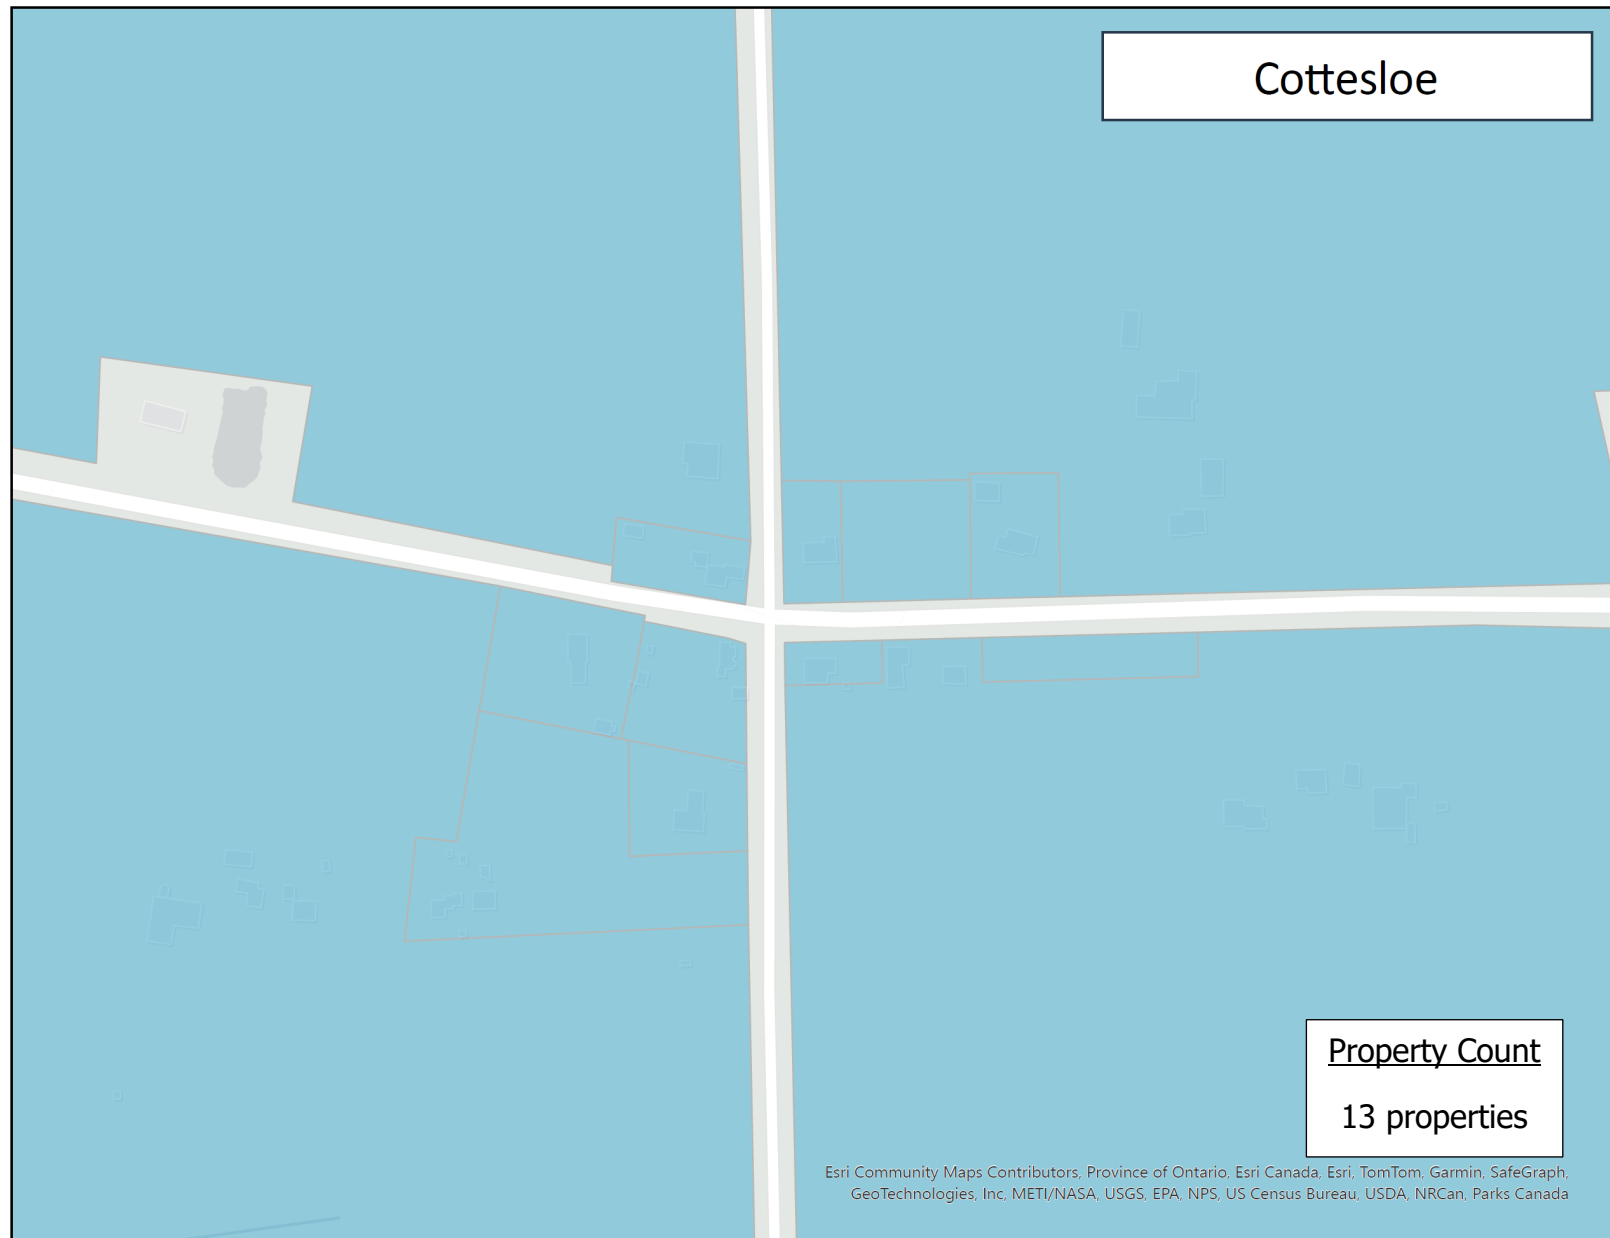 Cottesloe
Property Count
13 properties
Esri Community Maps Contributors, Province of Ontario, Esri Canada, Esri, TomTom, Garmin, SafeGraph,
GeoTechnologies, Inc, METI/NASA, USGS, EPA, NPS, US Census Bureau, USDA, NRCan, Parks Canada